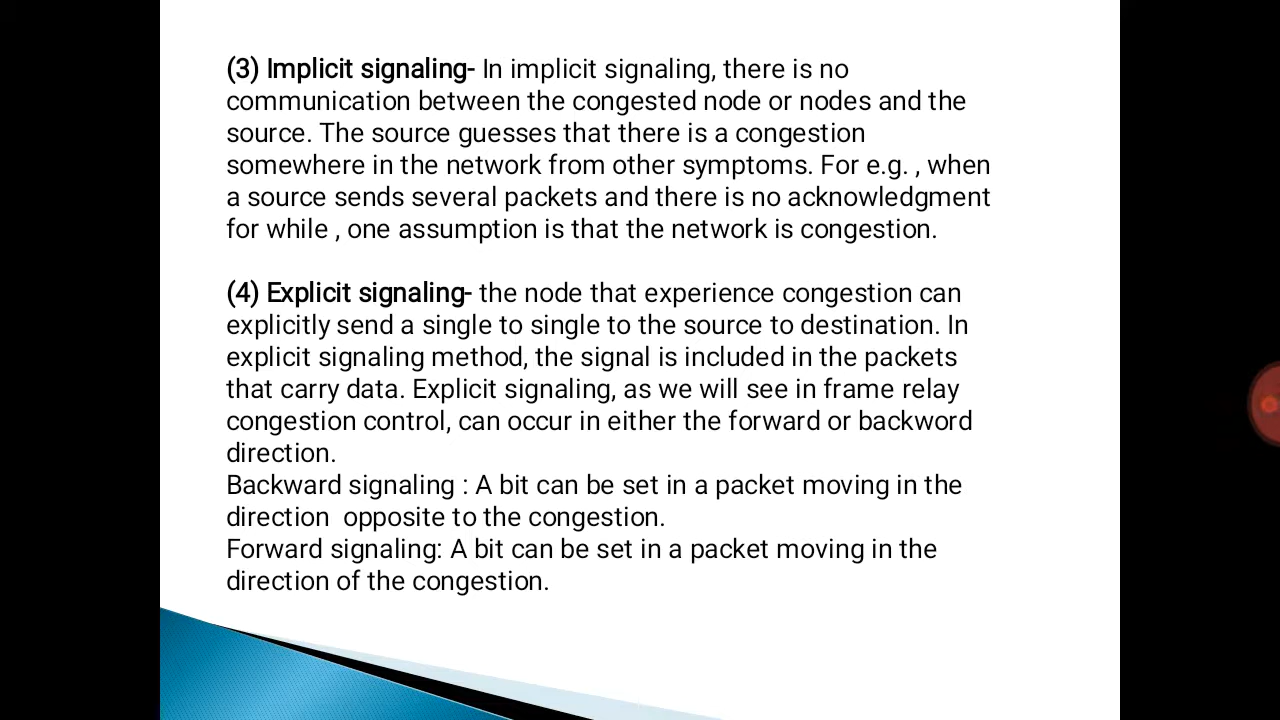 (3) Implicit signaling- In implicit signaling, there is no
communication between the congested node or nodes and the
source. The source guesses that there is a congestion
somewhere in the network from other symptoms. For e.g. , when
a source sends several packets and there is no acknowledgment
for while , one assumption is that the network is congestion.
(4) Explicit signaling- the node that experience congestion can
explicitly send a single to single to the source to destination. In
explicit signaling method, the signal is included in the packets
that carry data. Explicit signaling, as we will see in frame relay
congestion control, can occur in either the forward or backword
direction.
Backward signaling : A bit can be set in a packet moving in the
direction  opposite to the congestion.
Forward signaling: A bit can be set in a packet moving in the
direction of the congestion.